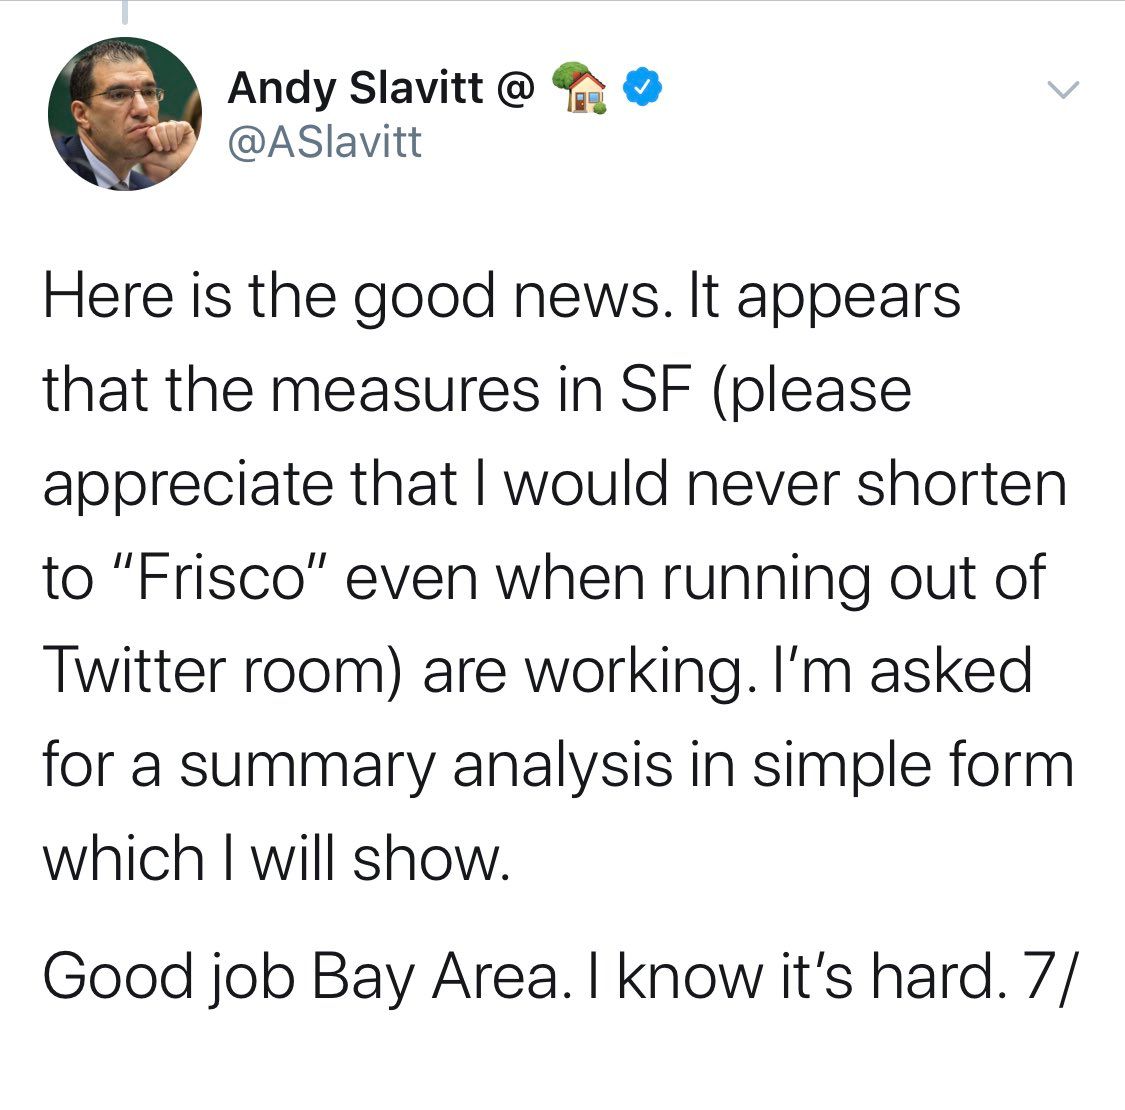 Andy Slavitt @ 🏡
@ASlavitt
Here is the good news. It appears
that the measures in SF (please
appreciate that I would never shorten
to “Frisco” even when running out of
Twitter room) are working. I’m asked
for a summary analysis in simple form
which I will show.
Good job Bay Area. I know it’s hard. 7/